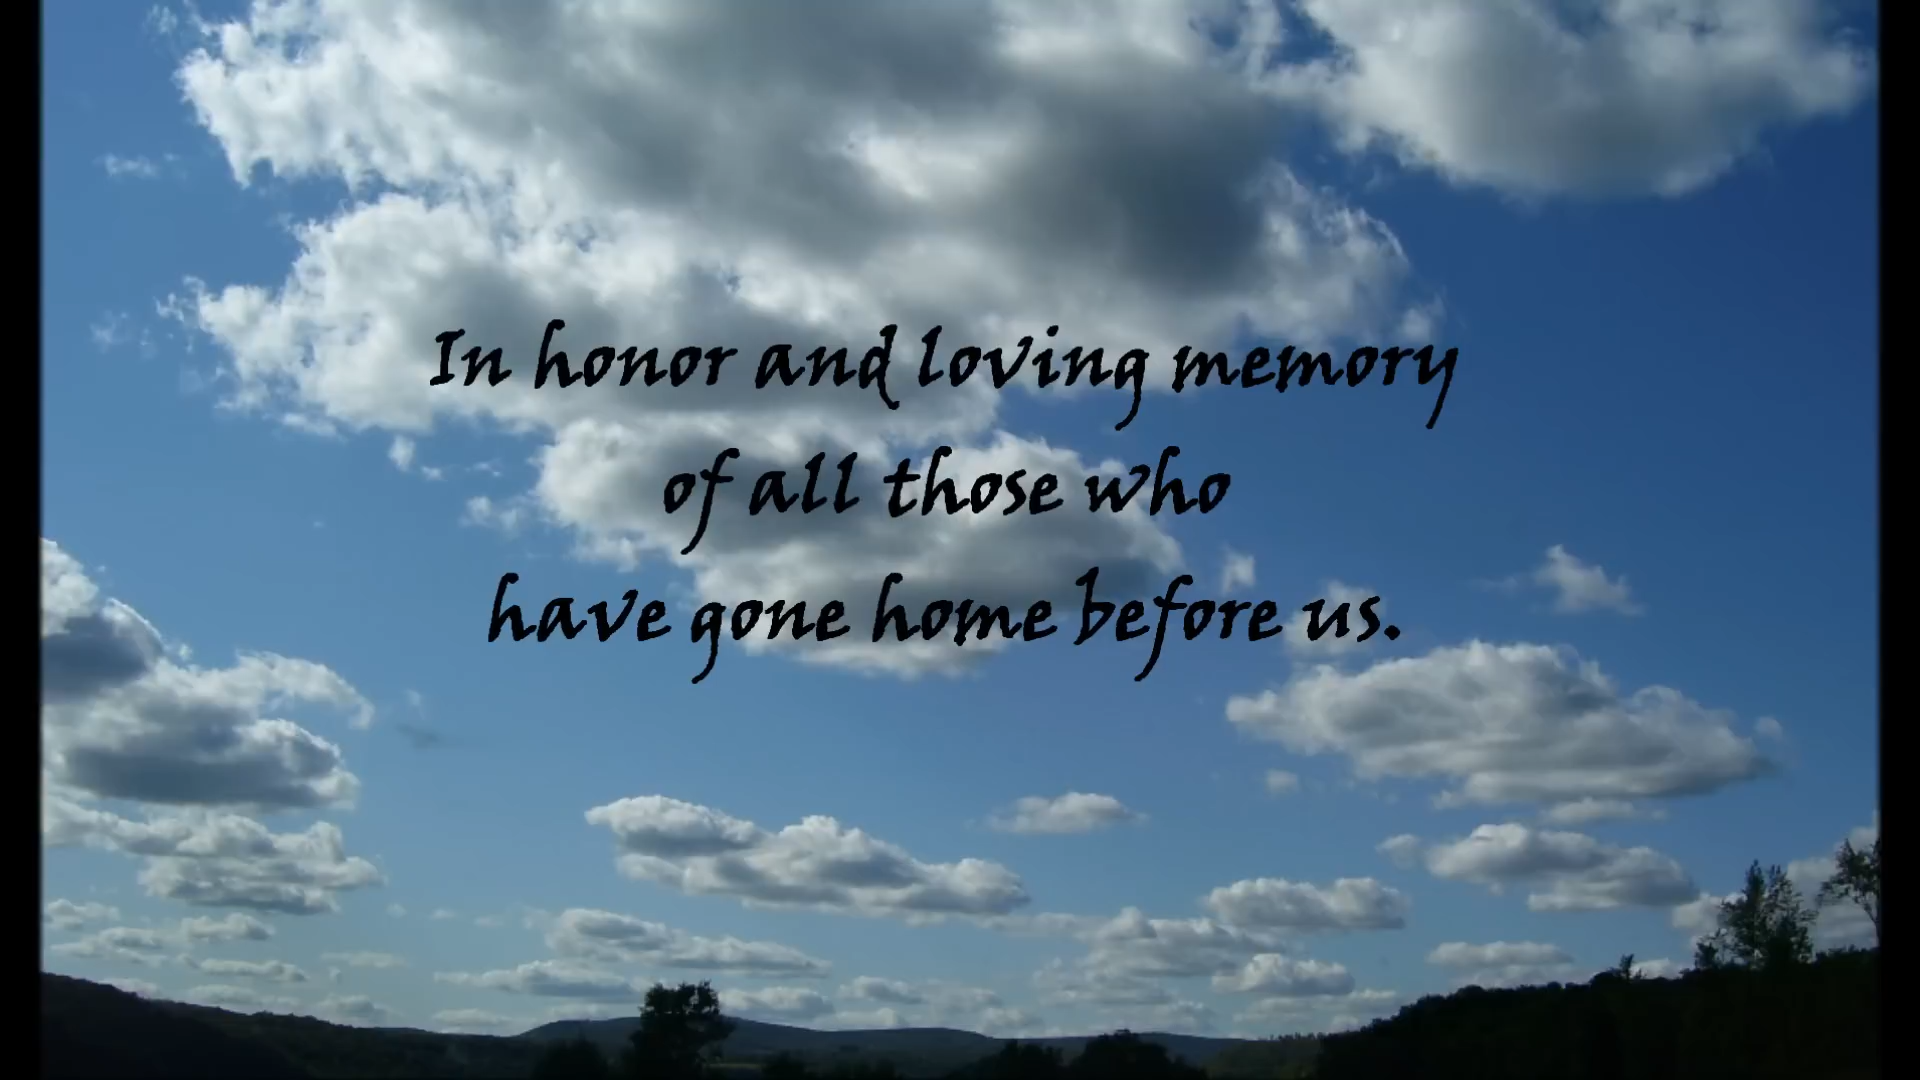 In honor and loving memory
of all those who
have gone home before us.